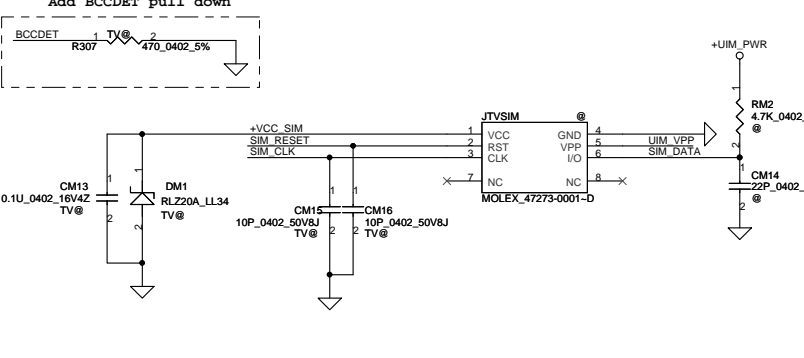 Add BCCDET pull down
BCCDET
1 TV@ 2
R307 470_0402_5%
+UIM_PWR
1
RM2
4.7K_0402_
@
2
JTVSIM @
+VCC_SIM 1 VCC GND 4
SIM_RESET 2 RST VPP 5 UIM_VPP
SIM_CLK 3 CLK I/O 6 SIM_DATA
7 NC NC 8
MOLEX_47273-0001~D
1
CM13
0.1U_0402_16V4Z
TV@
2
1
DM1
RLZ20A_LL34
TV@
2
1
CM15
10P_0402_50V8J
TV@
2
1
CM16
10P_0402_50V8J
TV@
2
1
CM14
22P_0402_
@
2